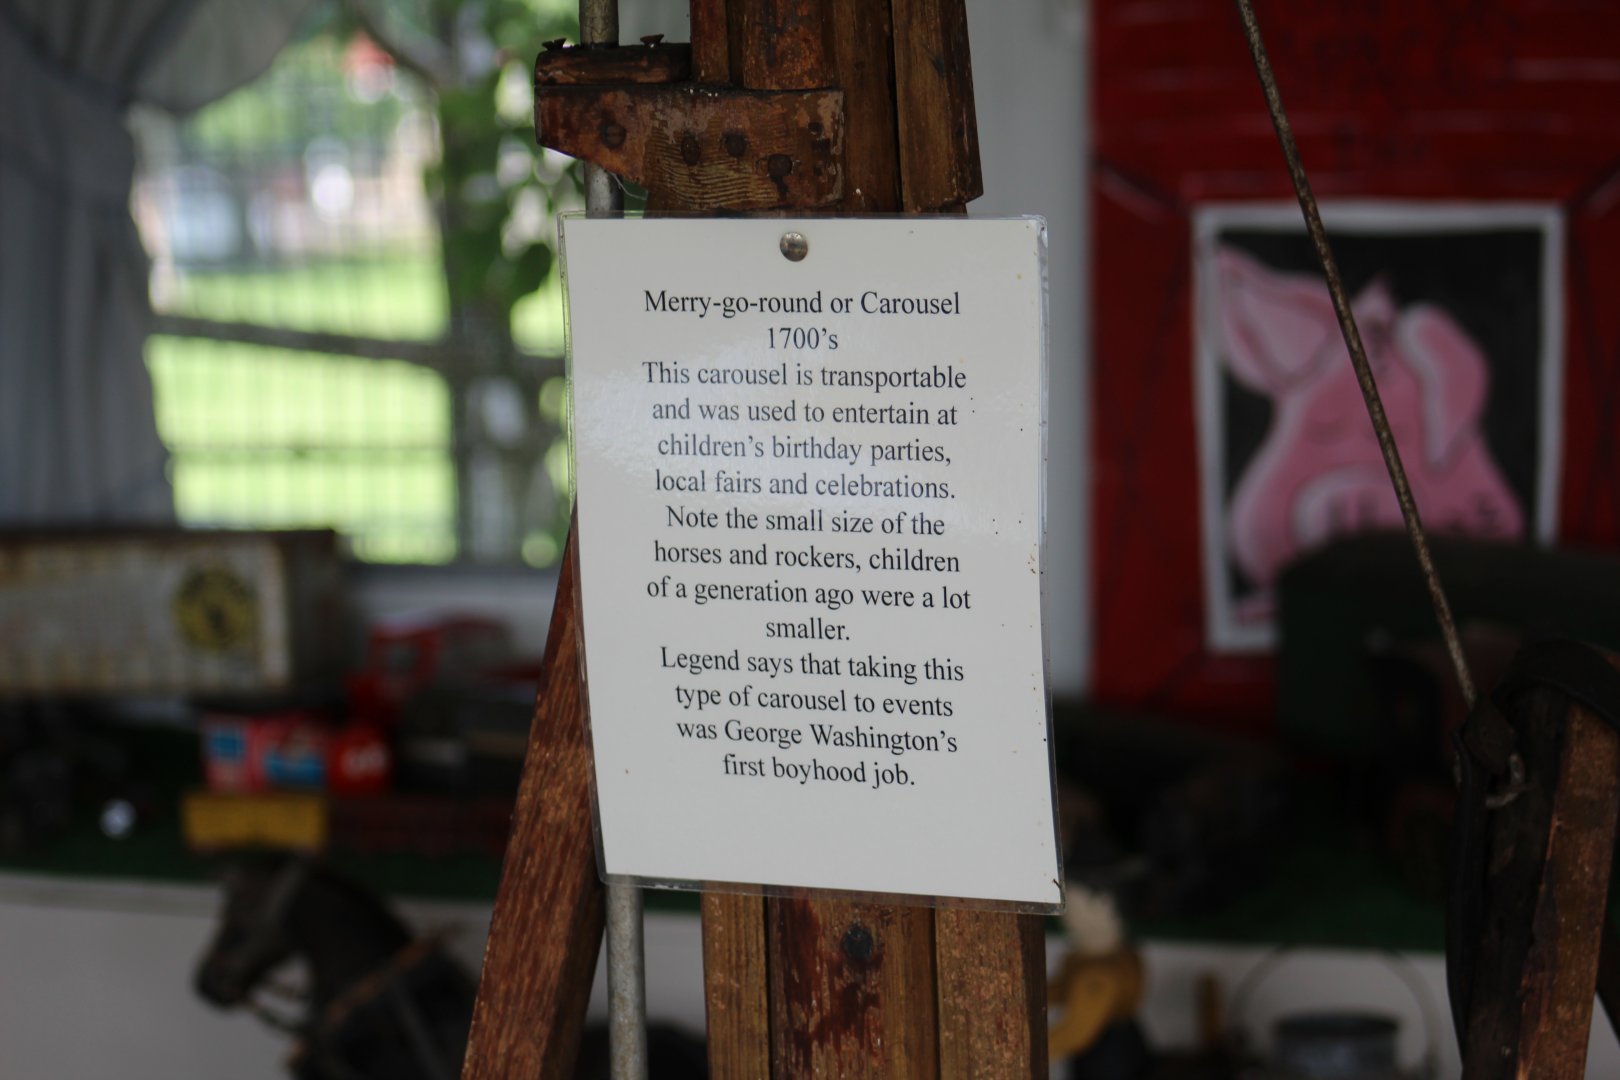 Merry-go-round or Carousel
1700's
This carousel is transportable
and was used to entertain at
children's birthday parties,
local fairs and celebrations.
Note the small size of the
horses and rockers, children
of a generation ago were a lot
smaller.
Legend says that taking this
type of carousel to events
was George Washington's
first boyhood job.